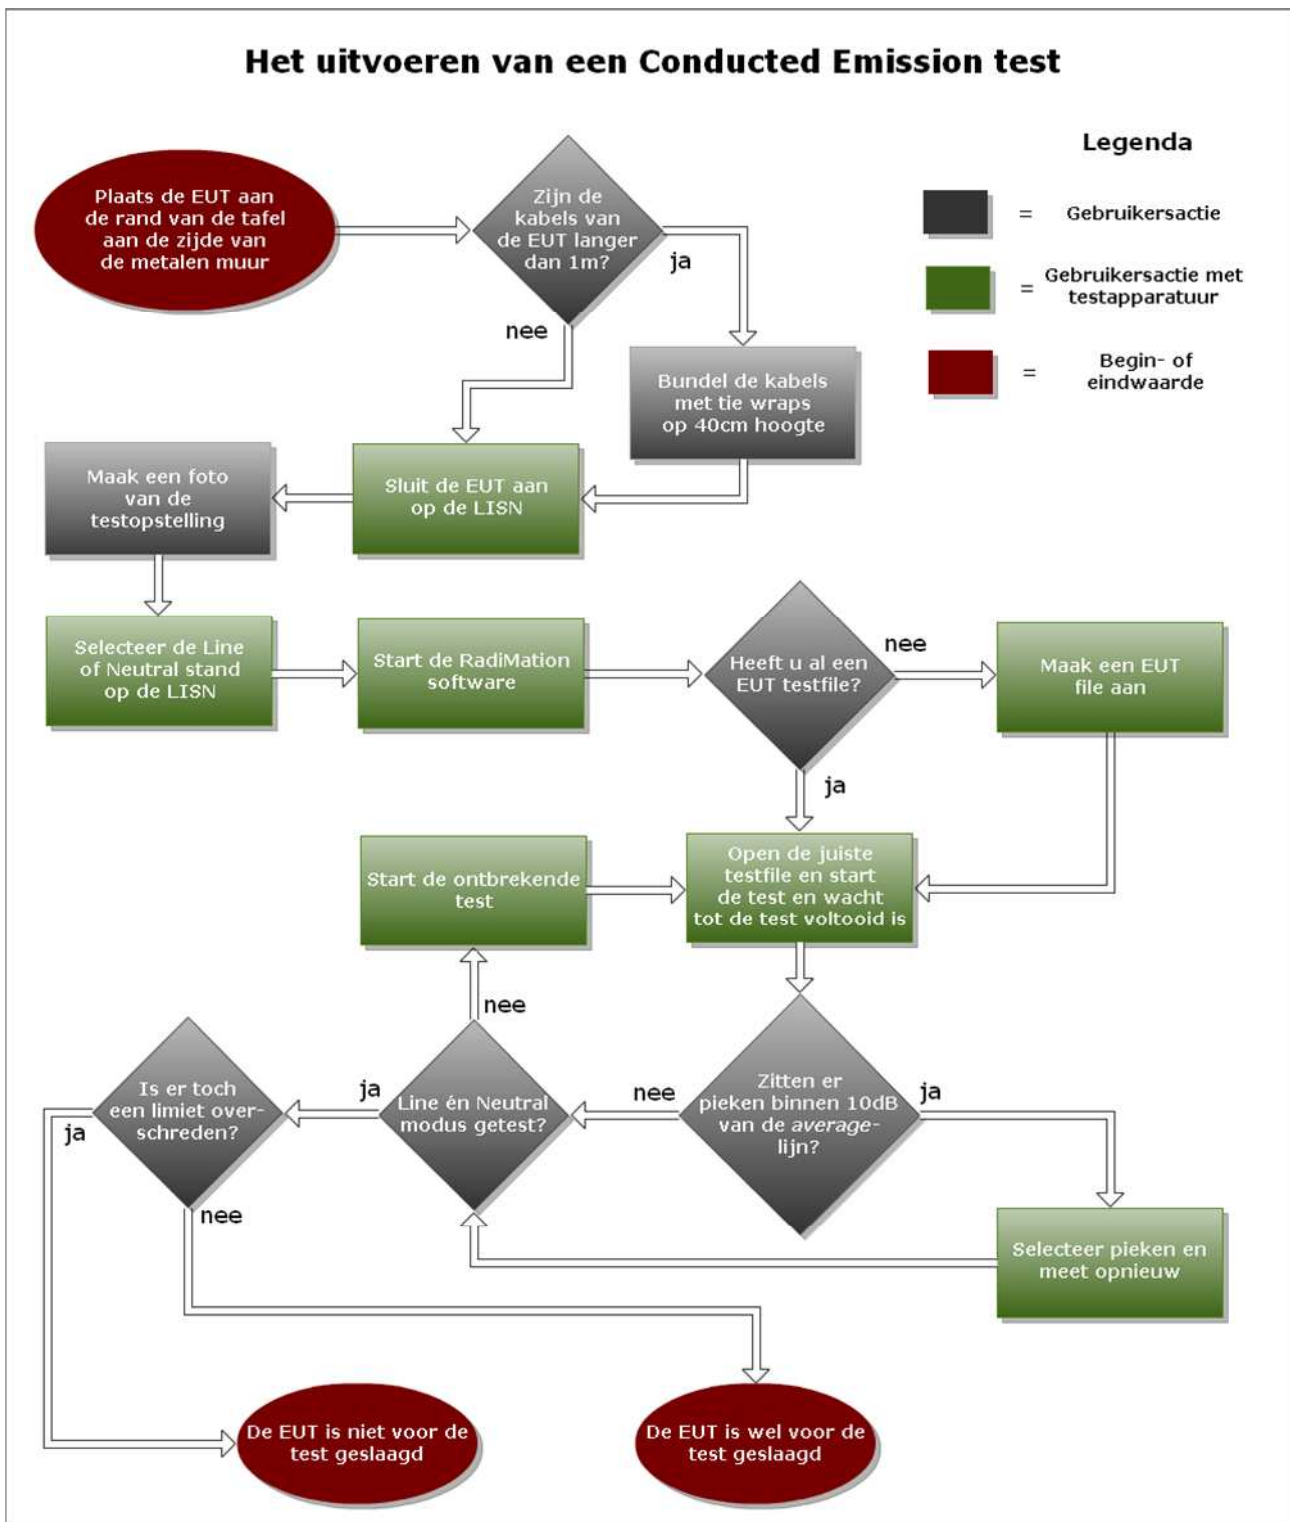 Het uitvoeren van een Conducted Emission test
Legenda
=
Gebruikersactie
=
Gebruikersactie met
testapparatuur
=
Begin- of
eindwaarde
Plaats de EUT aan
de rand van de tafel
aan de zijde van
de metalen muur
Zijn de
kabels van
de EUT langer
dan 1m?
ja
nee
Bundel de kabels
met tie wraps
op 40cm hoogte
Sluit de EUT aan
op de LISN
Maak een foto
van de
testopstelling
Selecteer de Line
of Neutral stand
op de LISN
Start de RadiMation
software
Heeft u al een
EUT testfile?
nee
Maak een EUT
file aan
ja
Open de juiste
testfile en start
de test en wacht
tot de test voltooid is
Start de ontbrekende
test
nee
Zitten er
pieken binnen 10dB
van de average-
lijn?
ja
nee
Selecteer pieken en
meet opnieuw
Line én Neutral
modus getest?
ja
Is er toch
een limiet over-
schreden?
ja
nee
De EUT is niet voor de
test geslaagd
De EUT is wel voor de
test geslaagd